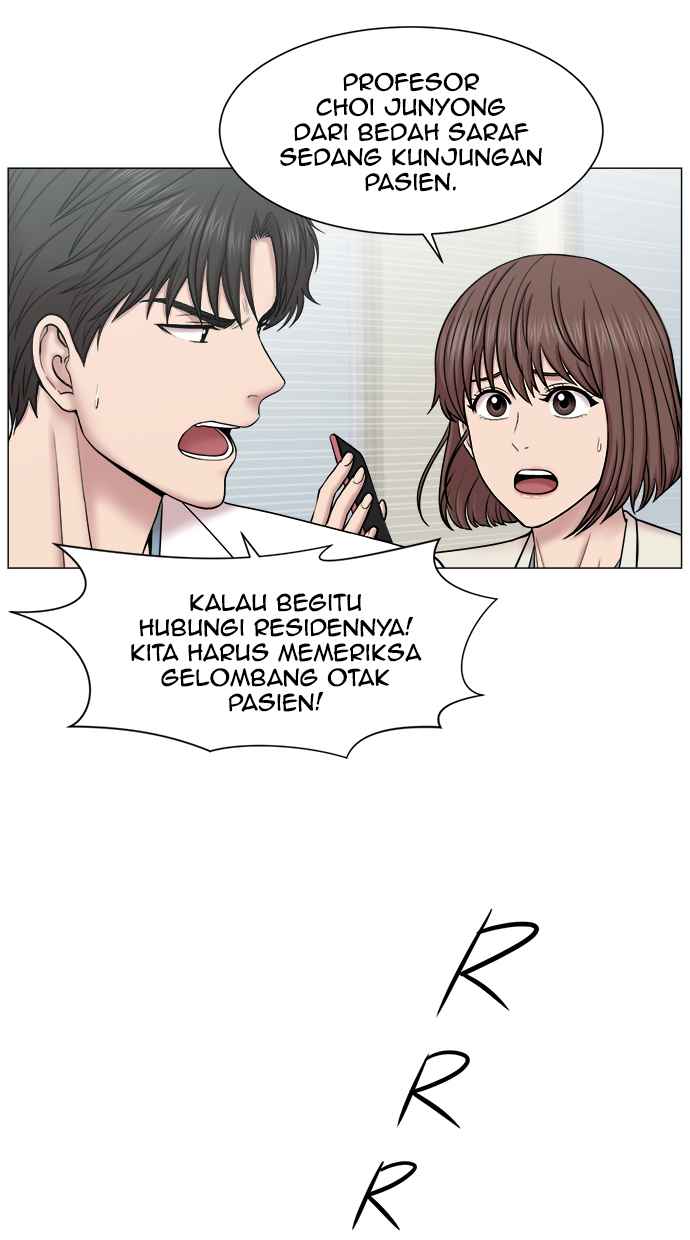 PROFESOR
CHOI JUNYONG
DARI BEDAH SARAF
SEDANG KUNJUNGAN
PASIEN.
KALAU BEGITU
HUBUNGI RESIDENNYA!
KITA HARUS MEMERIKSA
GELOMBANG OTAK
PASIEN!
R
R
R